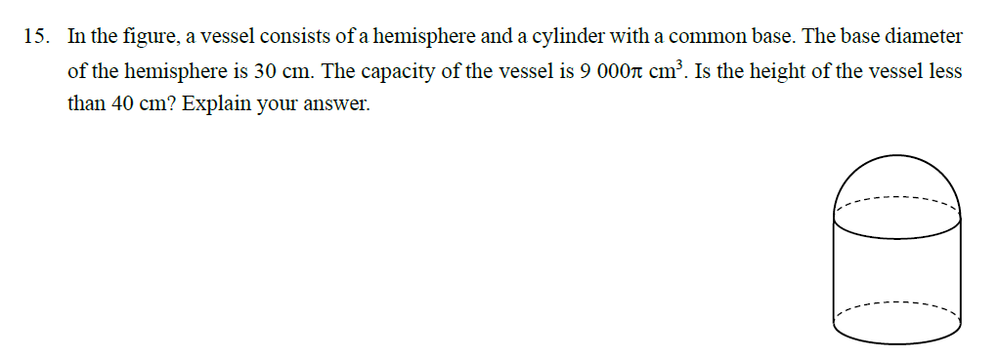 15. In the figure, a vessel consists of a hemisphere and a cylinder with a common base. The base diameter
of the hemisphere is 30 cm. The capacity of the vessel is 9 000π cm³. Is the height of the vessel less
than 40 cm? Explain your answer.